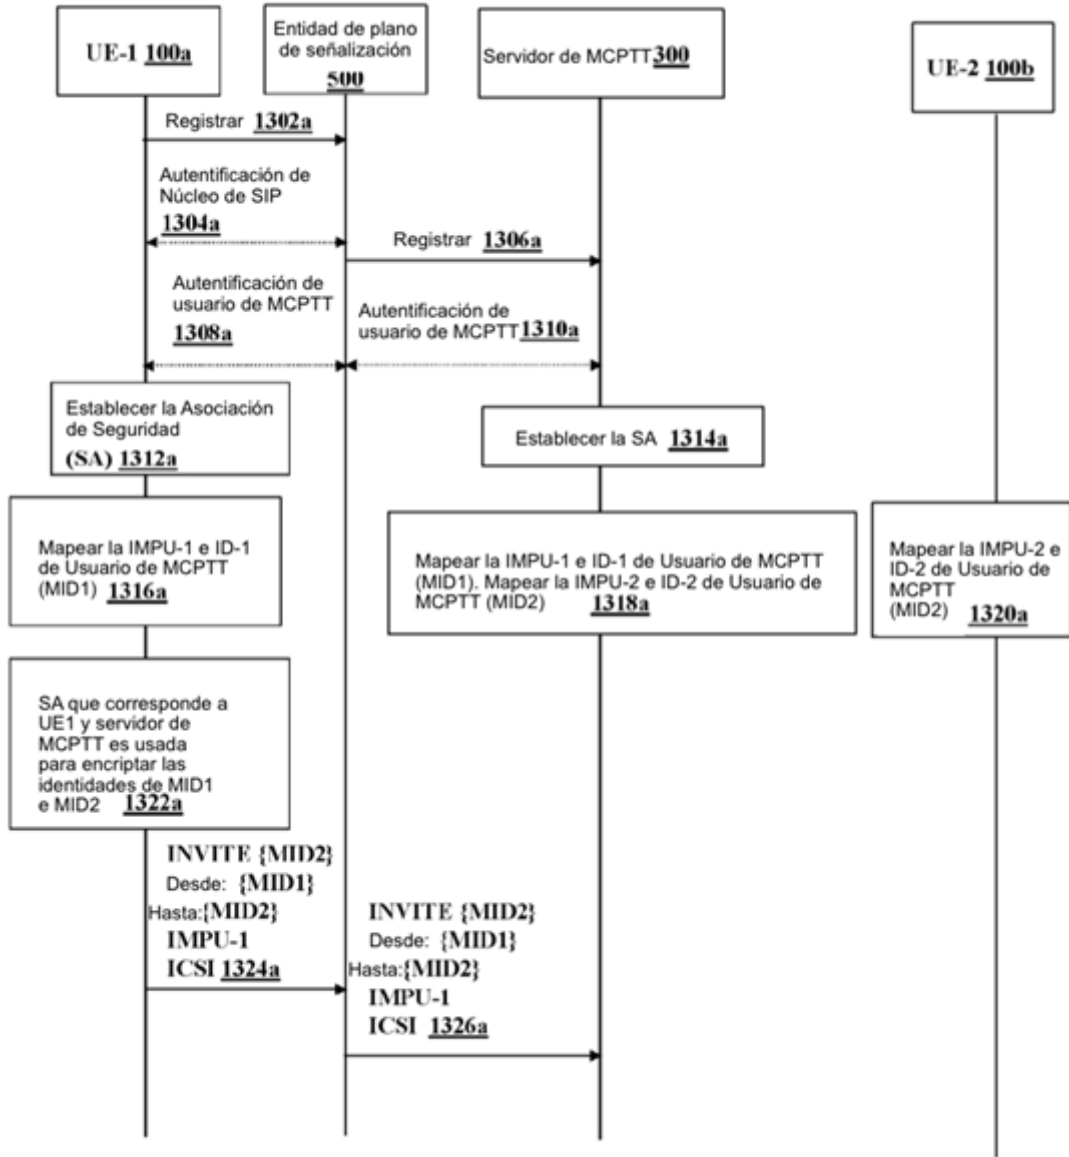 UE-1 100a
Entidad de plano
de señalización
500
Servidor de MCPTT300
UE-2 100b
Registrar 1302a
Autentificación de
Núcleo de SIP
1304a
Registrar 1306a
Autentificación de
usuario de MCPTT
1308a
Autentificación de
usuario de MCPTT1310a
Establecer la Asociación
de Seguridad
(SA) 1312a
Establecer la SA 1314a
Mapear la IMPU-1 e ID-1
de Usuario de MCPTT
(MID1) 1316a
Mapear la IMPU-1 e ID-1 de Usuario de MCPTT
(MID1). Mapear la IMPU-2 e ID-2 de Usuario de
MCPTT (MID2) 1318a
Mapear la IMPU-2 e
ID-2 de Usuario de
MCPTT
(MID2) 1320a
SA que corresponde a
UE1 y servidor de
MCPTT es usada
para encriptar las
identidades de MID1
e MID2 1322a
INVITE {MID2}
Desde: {MID1}
Hasta:{MID2}
IMPU-1
ICSI 1324a
INVITE {MID2}
Desde: {MID1}
Hasta:{MID2}
IMPU-1
ICSI 1326a